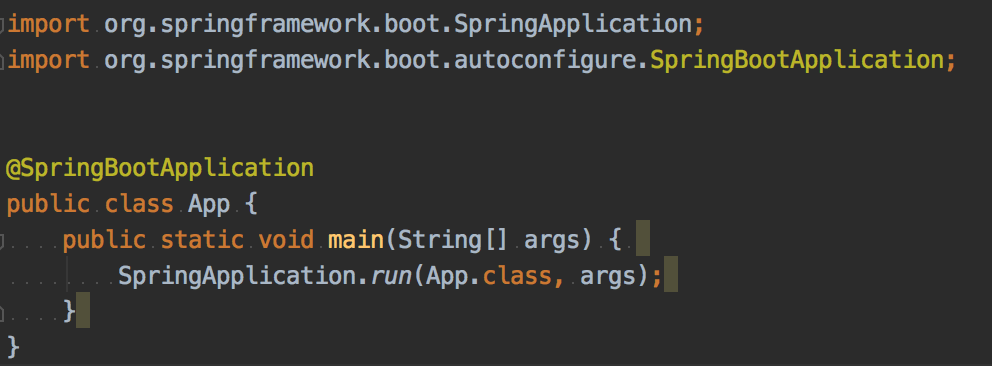 import org.springframework.boot.SpringApplication;
import org.springframework.boot.autoconfigure.SpringBootApplication;
@SpringBootApplication
public class App {
    public static void main(String[] args) {
        SpringApplication.run(App.class, args);
    }
}